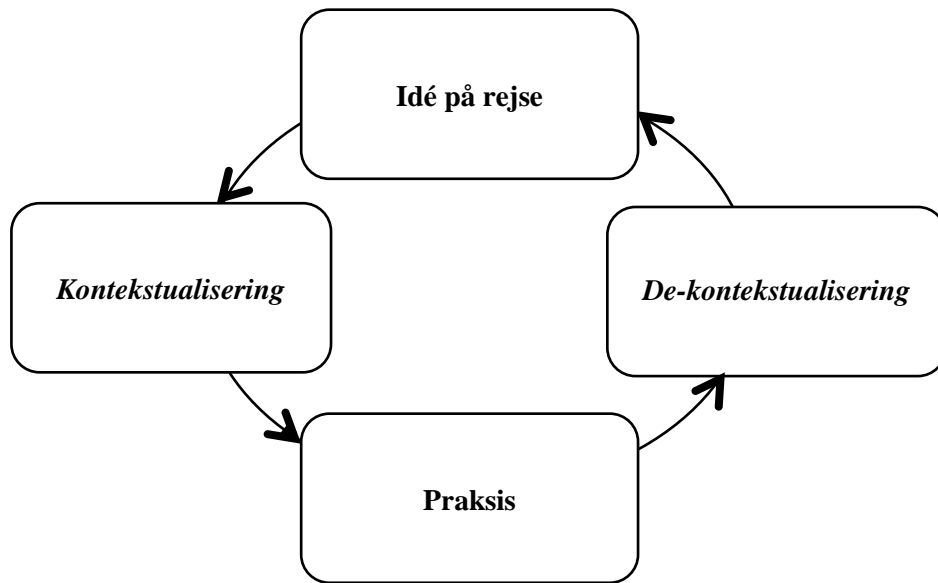 Idé på rejse
Kontekstualisering
De-kontekstualisering
Praksis